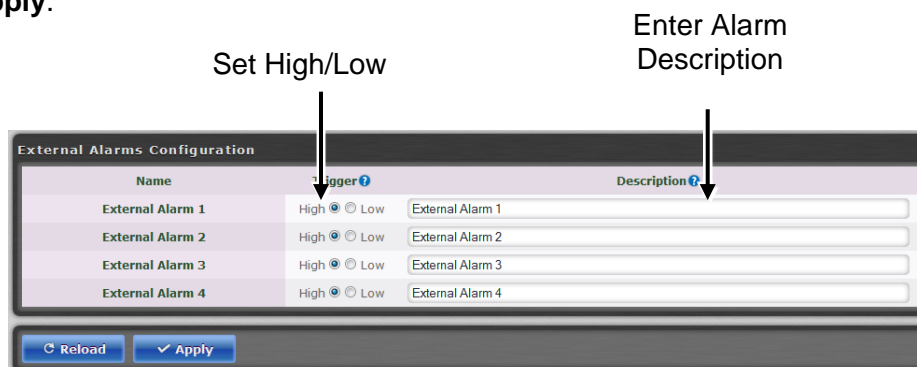 pply.
Enter Alarm
Description
Set High/Low
External Alarms Configuration
Name Trigger Description
External Alarm 1 High Low External Alarm 1
External Alarm 2 High Low External Alarm 2
External Alarm 3 High Low External Alarm 3
External Alarm 4 High Low External Alarm 4
Reload Apply